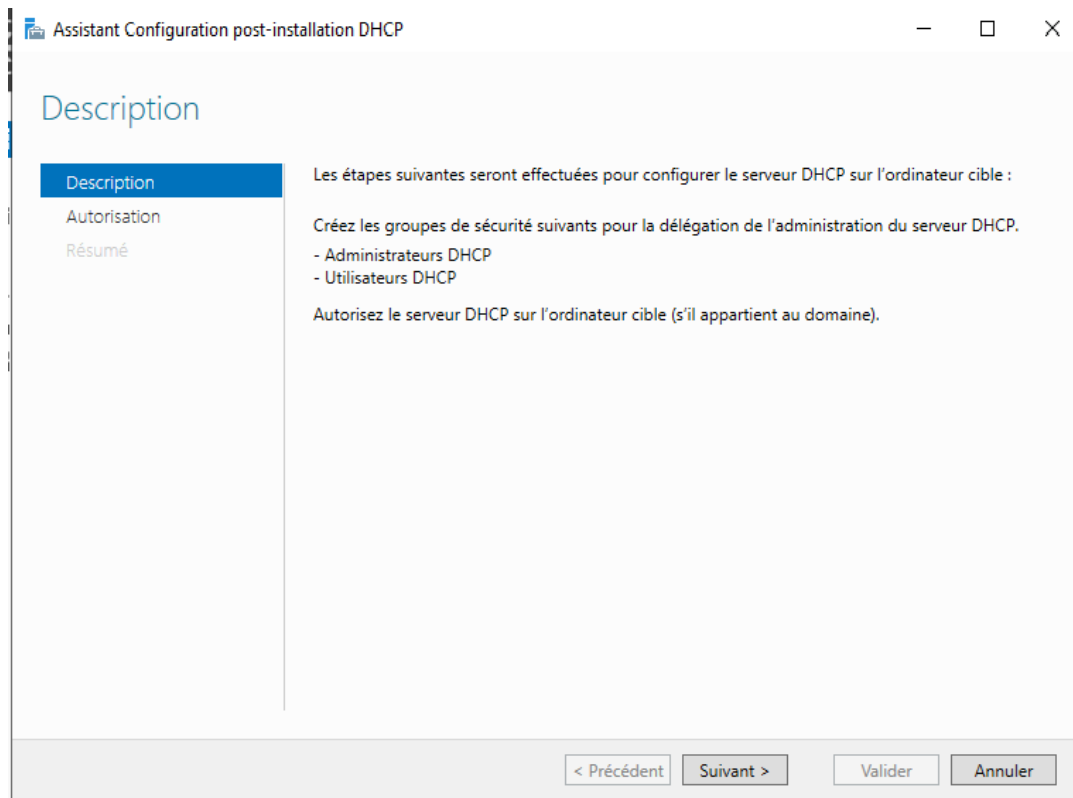 Assistant Configuration post-installation DHCP
Description
Description
Autorisation
Résumé
Les étapes suivantes seront effectuées pour configurer le serveur DHCP sur l’ordinateur cible :
Créez les groupes de sécurité suivants pour la délégation de l’administration du serveur DHCP.
- Administrateurs DHCP
- Utilisateurs DHCP
Autorisez le serveur DHCP sur l’ordinateur cible (s’il appartient au domaine).
< Précédent
Suivant >
Valider
Annuler